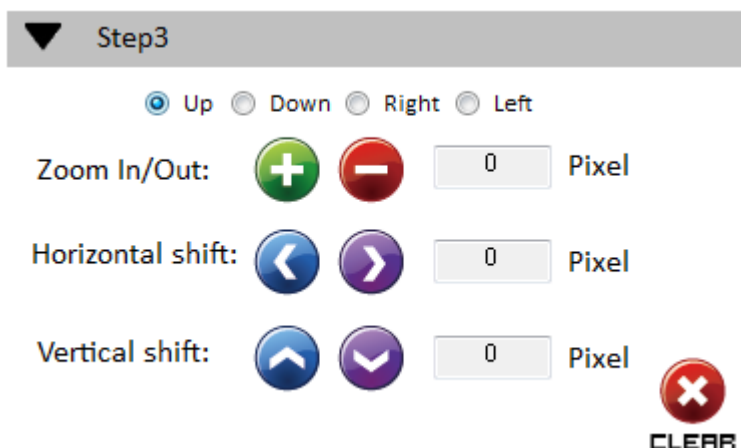 Step3
Up Down Right Left
Zoom In/Out: 0 Pixel
Horizontal shift: 0 Pixel
Vertical shift: 0 Pixel
CLEAR